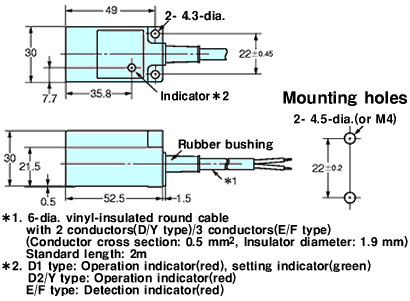 49
2- 4.3-dia.
30
22±0.45
35.8
7.7
Indicator*2
Mounting holes
2- 4.5-dia.(or M4)
Rubber bushing
30
21.5
22±0.2
*1
0.5
52.5
1.5
*1. 6-dia. vinyl-insulated round cable
with 2 conductors(D/Y type)/3 conductors(E/F type)
(Conductor cross section: 0.5 mm², Insulator diameter: 1.9 mm)
Standard length: 2m
*2. D1 type: Operation indicator(red), setting indicator(green)
D2/Y type: Operation indicator(red)
E/F type: Detection indicator(red)